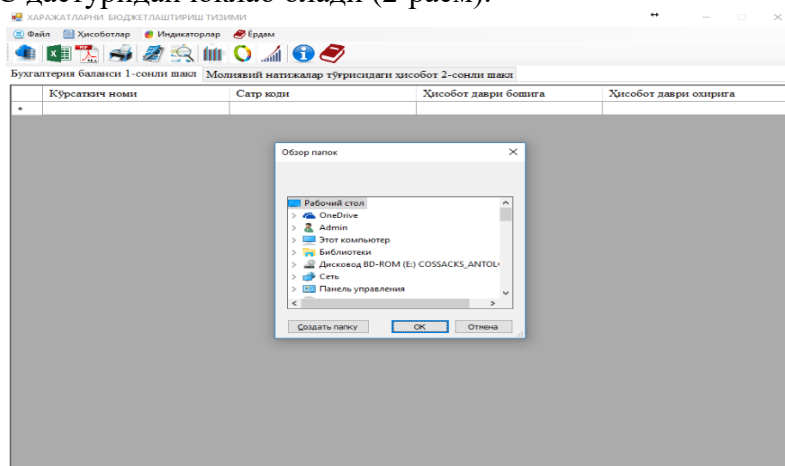 С дастуридан юклаб олади (2-расм).
ХАРАЖАТЛАРНИ БЮДЖЕТЛАШТИРИШ ТИЗИМИ
Файл Ҳисоботлар Индикаторлар Ёрдам
Бухгалтерия баланси 1-сонли шакл Молиявий натижалар тўғрисидаги ҳисобот 2-сонли шакл
Кўрсаткич номи Сатр коди Ҳисобот даври бошига Ҳисобот даври охирига
Обзор папок
Рабочий стол
OneDrive
Admin
Этот компьютер
Библиотеки
Дисковод BD-ROM (E:) COSSACKS_ANTOL
Сеть
Панель управления
Создать папку ОК Отмена